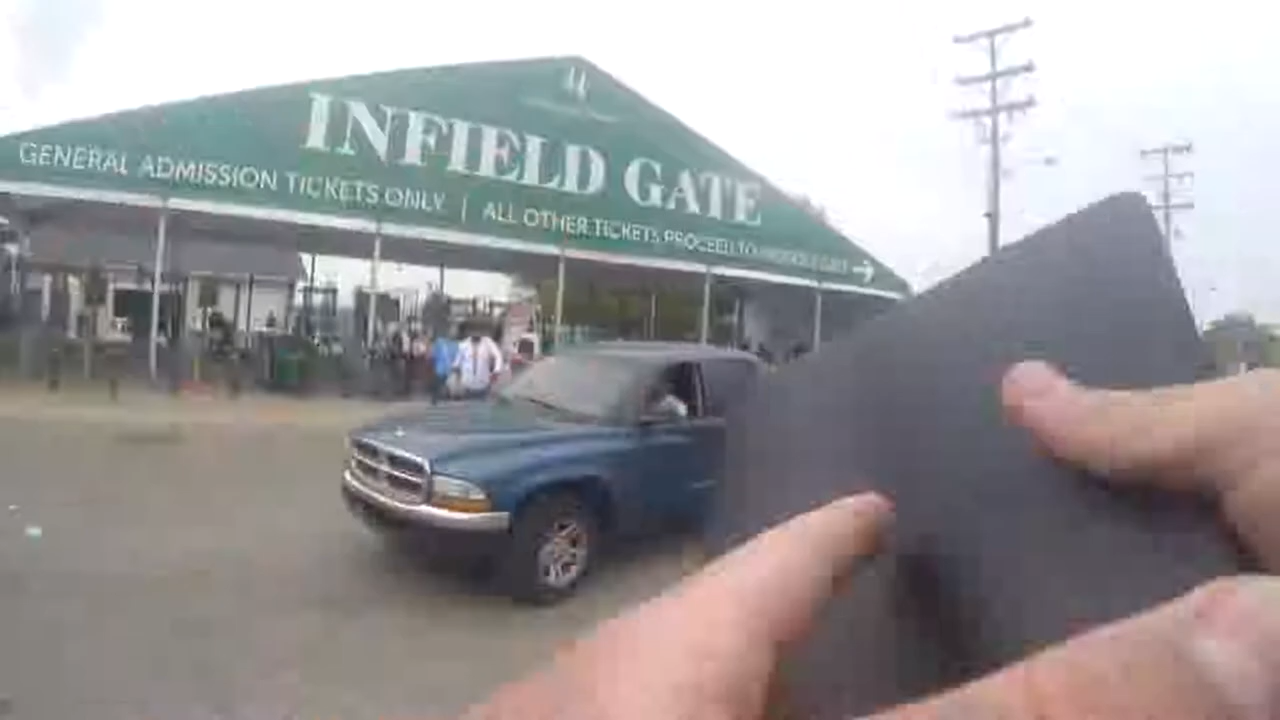 INFIELD GATE
GENERAL ADMISSION TICKETS ONLY | ALL OTHER TICKETS PROCEED TO